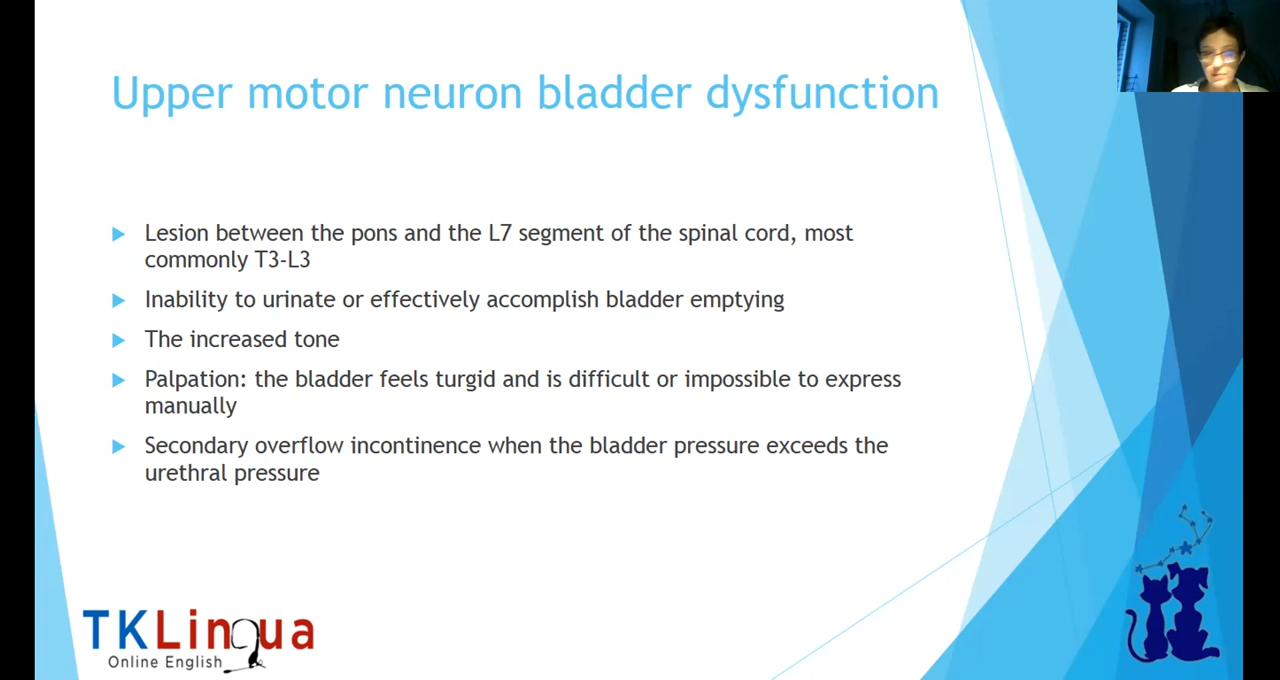 Upper motor neuron bladder dysfunction
Lesion between the pons and the L7 segment of the spinal cord, most
commonly T3-L3
Inability to urinate or effectively accomplish bladder emptying
The increased tone
Palpation: the bladder feels turgid and is difficult or impossible to express
manually
Secondary overflow incontinence when the bladder pressure exceeds the
urethral pressure
TKLingua
Online English